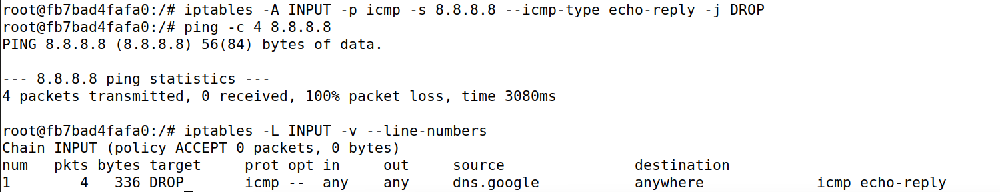 root@fb7bad4fafa0:/# iptables -A INPUT -p icmp -s 8.8.8.8 --icmp-type echo-reply -j DROP
root@fb7bad4fafa0:/# ping -c 4 8.8.8.8
PING 8.8.8.8 (8.8.8.8) 56(84) bytes of data.

--- 8.8.8.8 ping statistics ---
4 packets transmitted, 0 received, 100% packet loss, time 3080ms

root@fb7bad4fafa0:/# iptables -L INPUT -v --line-numbers
Chain INPUT (policy ACCEPT 0 packets, 0 bytes)
num   pkts bytes target     prot opt in     out     source               destination
1        4   336 DROP       icmp --  any    any     dns.google           anywhere             icmp echo-reply